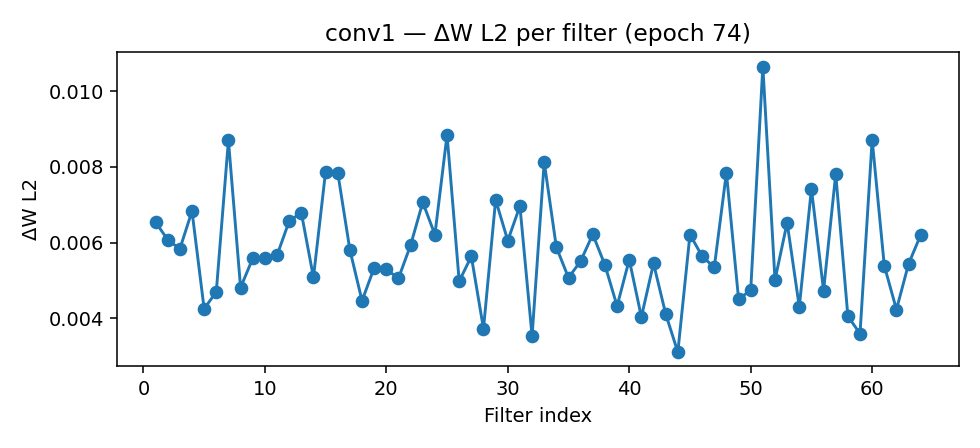 conv1 — ΔW L2 per filter (epoch 74)
ΔW L2
0.010
0.008
0.006
0.004
0 10 20 30 40 50 60
Filter index